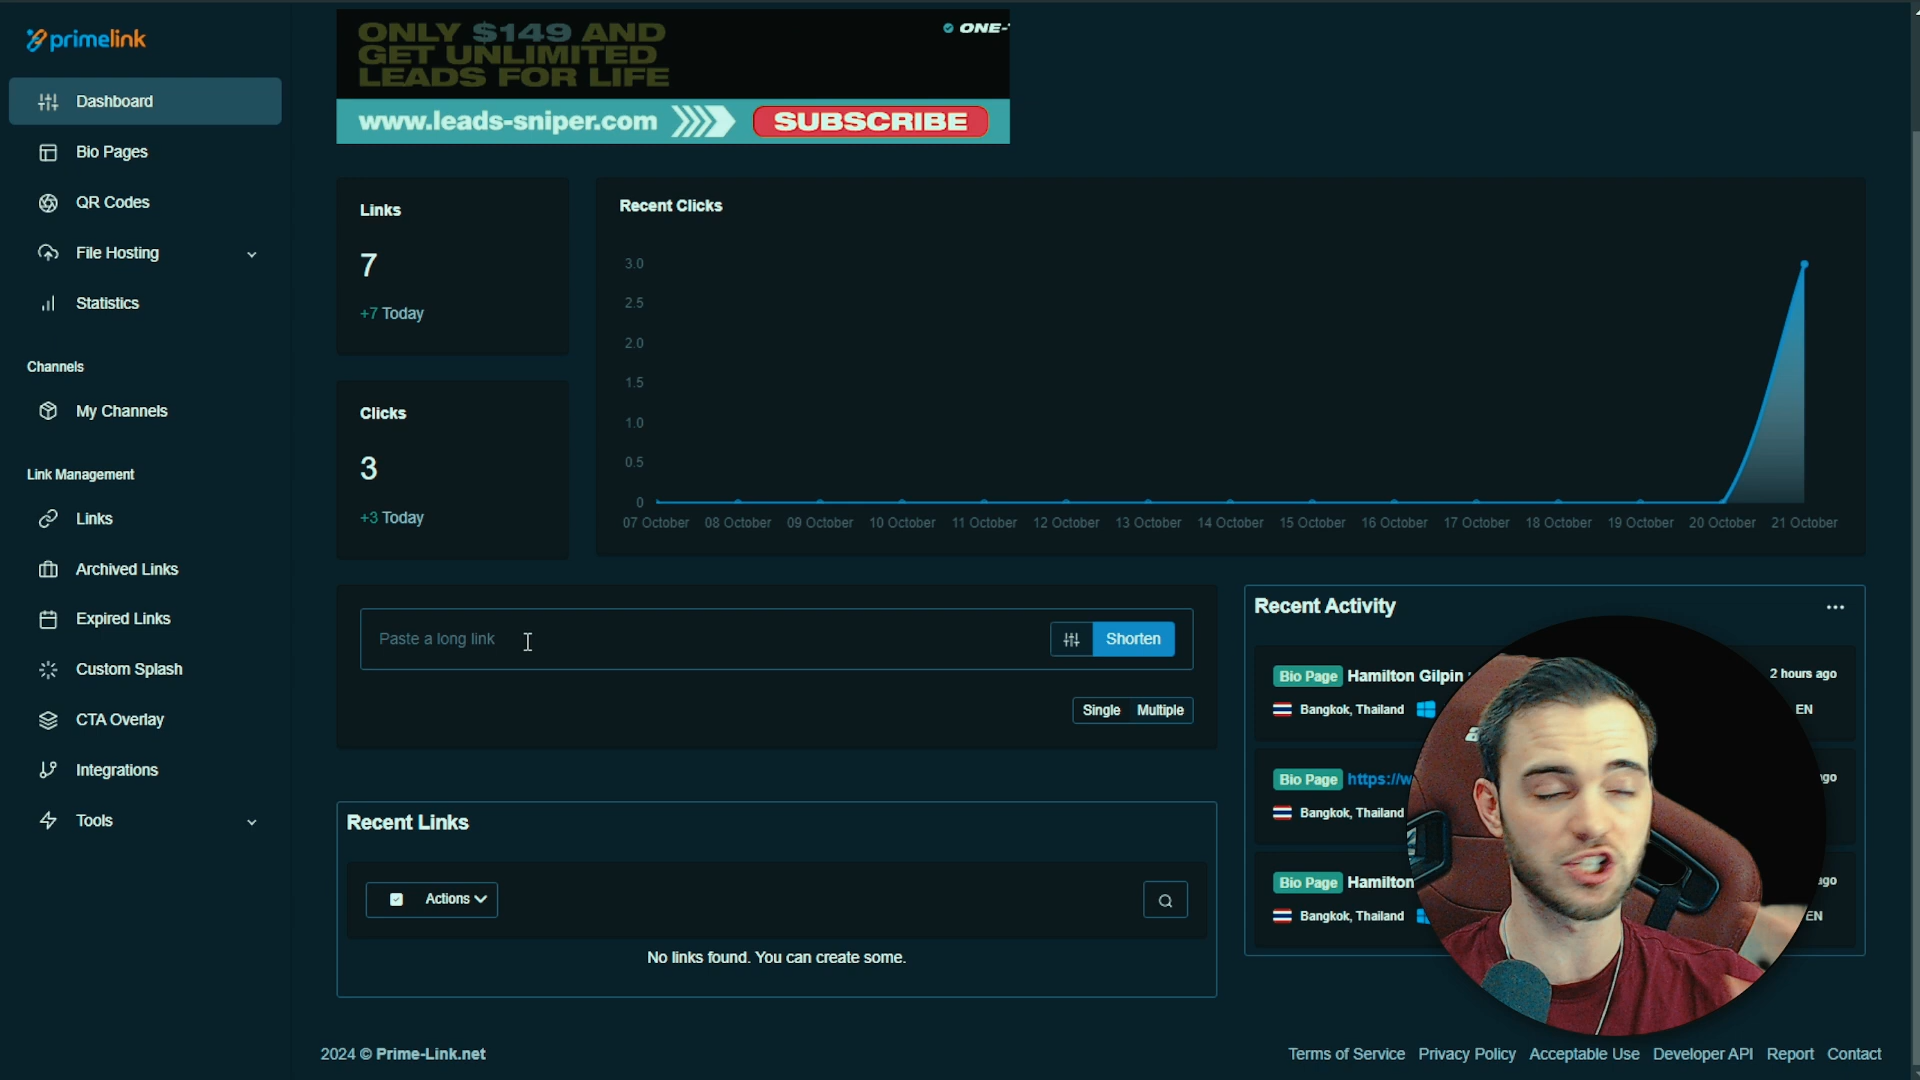 primelink
Dashboard
Bio Pages
QR Codes
File Hosting
Statistics
Channels
My Channels
Link Management
Links
Archived Links
Expired Links
Custom Splash
CTA Overlay
Integrations
Tools
ONLY $149 AND
GET UNLIMITED
LEADS FOR LIFE
ONE-
www.leads-sniper.com
SUBSCRIBE
Links
7
+7 Today
Clicks
3
+3 Today
Recent Clicks
3.0
2.5
2.0
1.5
1.0
0.5
0
07 October 08 October 09 October 10 October 11 October 12 October 13 October 14 October 15 October 16 October 17 October 18 October 19 October 20 October 21 October
Paste a long link
Shorten
Single Multiple
Recent Links
Actions
No links found. You can create some.
Recent Activity
Bio Page Hamilton Gilpin
2 hours ago
Bangkok, Thailand
EN
Bio Page https://w
ago
Bangkok, Thailand
Bio Page Hamilton
ago
Bangkok, Thailand
EN
2024 © Prime-Link.net
Terms of Service Privacy Policy Acceptable Use Developer API Report Contact